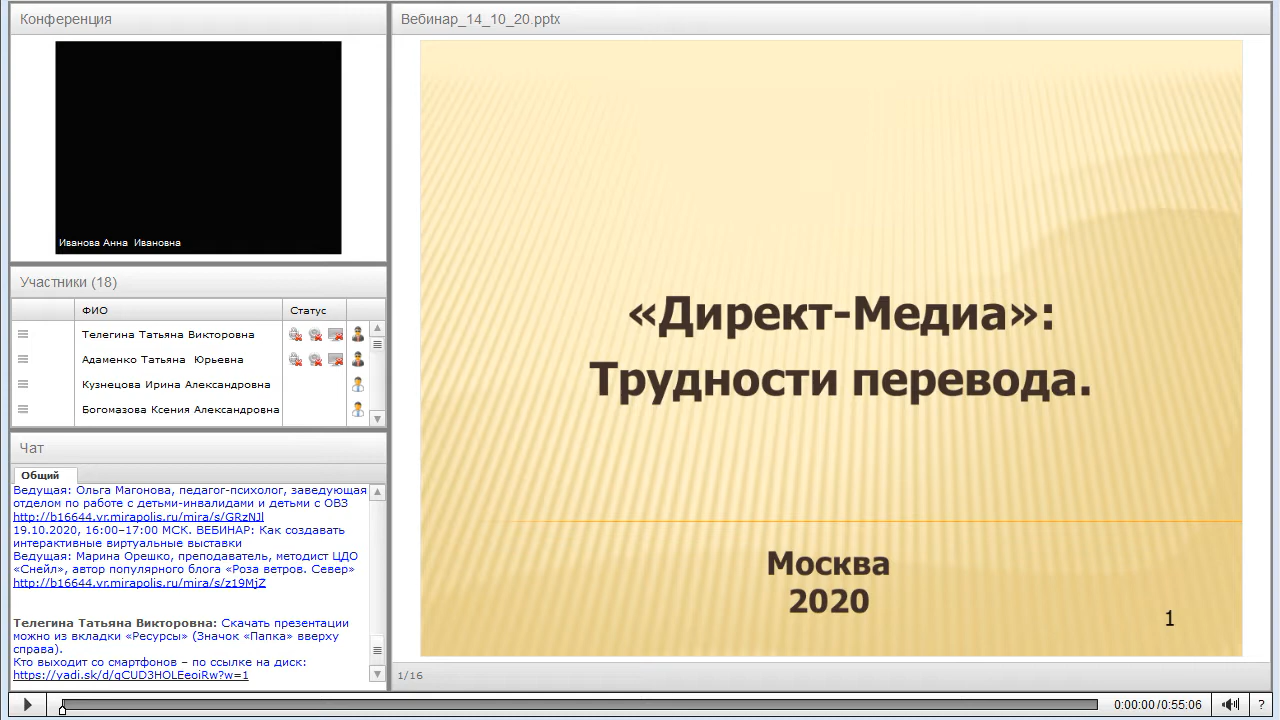 Конференция
Иванова Анна Ивановна
Участники (18)
ФИО Статус
Телегина Татьяна Викторовна
Адаменко Татьяна Юрьевна
Кузнецова Ирина Александровна
Богомазова Ксения Александровна
Чат
Общий
Ведущая: Ольга Магонова, педагог-психолог, заведующая
отделом по работе с детьми-инвалидами и детьми с ОВЗ
http://b16644.vr.mirapolis.ru/mira/s/GRzNJl
19.10.2020, 16:00–17:00 МСК. ВЕБИНАР: Как создавать
интерактивные виртуальные выставки
Ведущая: Марина Орешко, преподаватель, методист ЦДО
«Снейл», автор популярного блога «Роза ветров. Север»
http://b16644.vr.mirapolis.ru/mira/s/z19MjZ
Телегина Татьяна Викторовна: Скачать презентации
можно из вкладки «Ресурсы» (Значок «Папка» вверху
справа).
Кто выходит со смартфонов – по ссылке на диск:
https://yadi.sk/d/qCUD3HOLEeoiRw?w=1
Вебинар_14_10_20.pptx
«Директ-Медиа»:
Трудности перевода.
Москва
2020
1
1/16
0:00:00/0:55:06
?